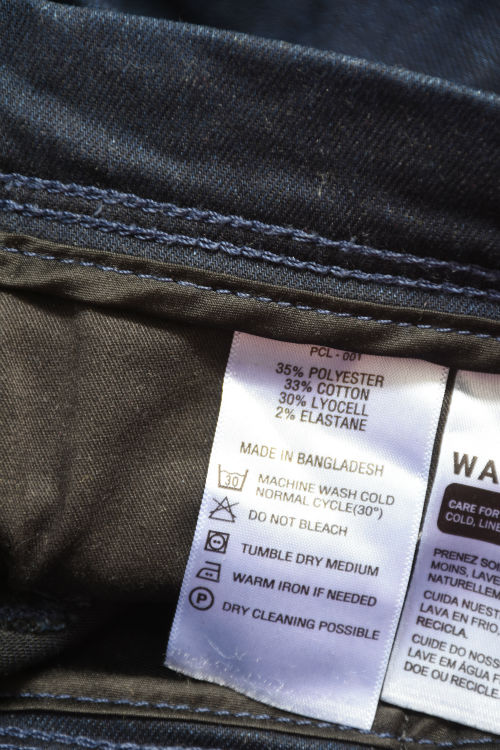 PCL - 001
35% POLYESTER
33% COTTON
30% LYOCELL
2% ELASTANE
MADE IN BANGLADESH
30
MACHINE WASH COLD
NORMAL CYCLE(30°)
DO NOT BLEACH
TUMBLE DRY MEDIUM
WARM IRON IF NEEDED
P
DRY CLEANING POSSIBLE
WA
CARE FOR
COLD, LINE
PRENEZ SOI
MOINS, LAVE
NATURELLEM
CUIDA NUEST
LAVA EN FRIO
RECICLA.
CUIDE DO NOSS
LAVE EM ÁGUA F
DOE OU RECICLE